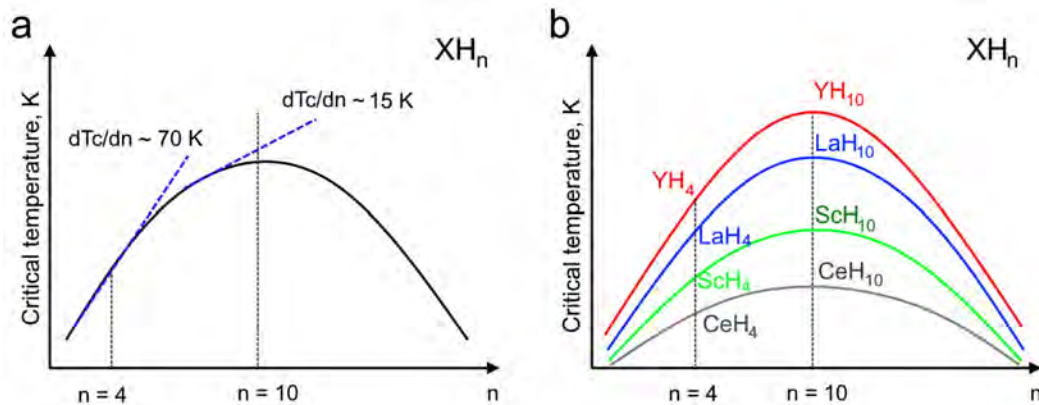 a
XHₙ
dTc/dn ~ 15 K
dTc/dn ~ 70 K
Critical temperature, K
n = 4
n = 10
n
b
XHₙ
YH₁₀
LaH₁₀
YH₄
ScH₁₀
LaH₄
CeH₁₀
ScH₄
CeH₄
Critical temperature, K
n = 4
n = 10
n